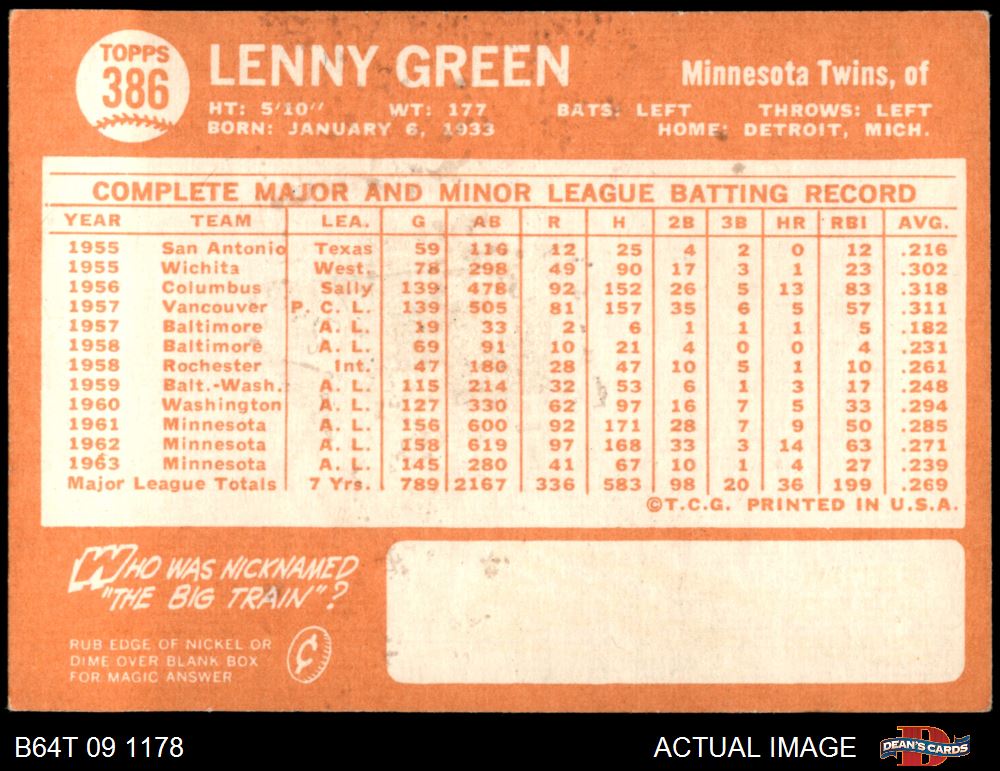 TOPPS
386
LENNY GREEN
Minnesota Twins, of
HT: 5'10" WT: 177 BATS: LEFT THROWS: LEFT
BORN: JANUARY 6, 1933 HOME: DETROIT, MICH.
COMPLETE MAJOR AND MINOR LEAGUE BATTING RECORD
YEAR TEAM LEA. G AB R H 2B 3B HR RBI AVG.
1955 San Antonio Texas 59 116 12 25 4 2 0 12 .216
1955 Wichita West. 78 298 49 90 17 3 1 23 .302
1956 Columbus Sally 139 478 92 152 26 5 13 83 .318
1957 Vancouver P. C. L. 139 505 81 157 35 6 5 57 .311
1957 Baltimore A. L. 19 33 2 6 1 1 1 5 .182
1958 Baltimore A. L. 69 91 10 21 4 0 0 4 .231
1958 Rochester Int. 47 180 28 47 10 5 1 10 .261
1959 Balt.-Wash. A. L. 115 214 32 53 6 1 3 17 .248
1960 Washington A. L. 127 330 62 97 16 7 5 33 .294
1961 Minnesota A. L. 156 600 92 171 28 7 9 50 .285
1962 Minnesota A. L. 158 619 97 168 33 3 14 63 .271
1963 Minnesota A. L. 145 280 41 67 10 1 4 27 .239
Major League Totals 7 Yrs. 789 2167 336 583 98 20 36 199 .269
©T.C.G. PRINTED IN U.S.A.
WHO WAS NICKNAMED
"THE BIG TRAIN"?
RUB EDGE OF NICKEL OR
DIME OVER BLANK BOX
FOR MAGIC ANSWER
¢
B64T 09 1178
ACTUAL IMAGE
D
DEAN'S CARDS